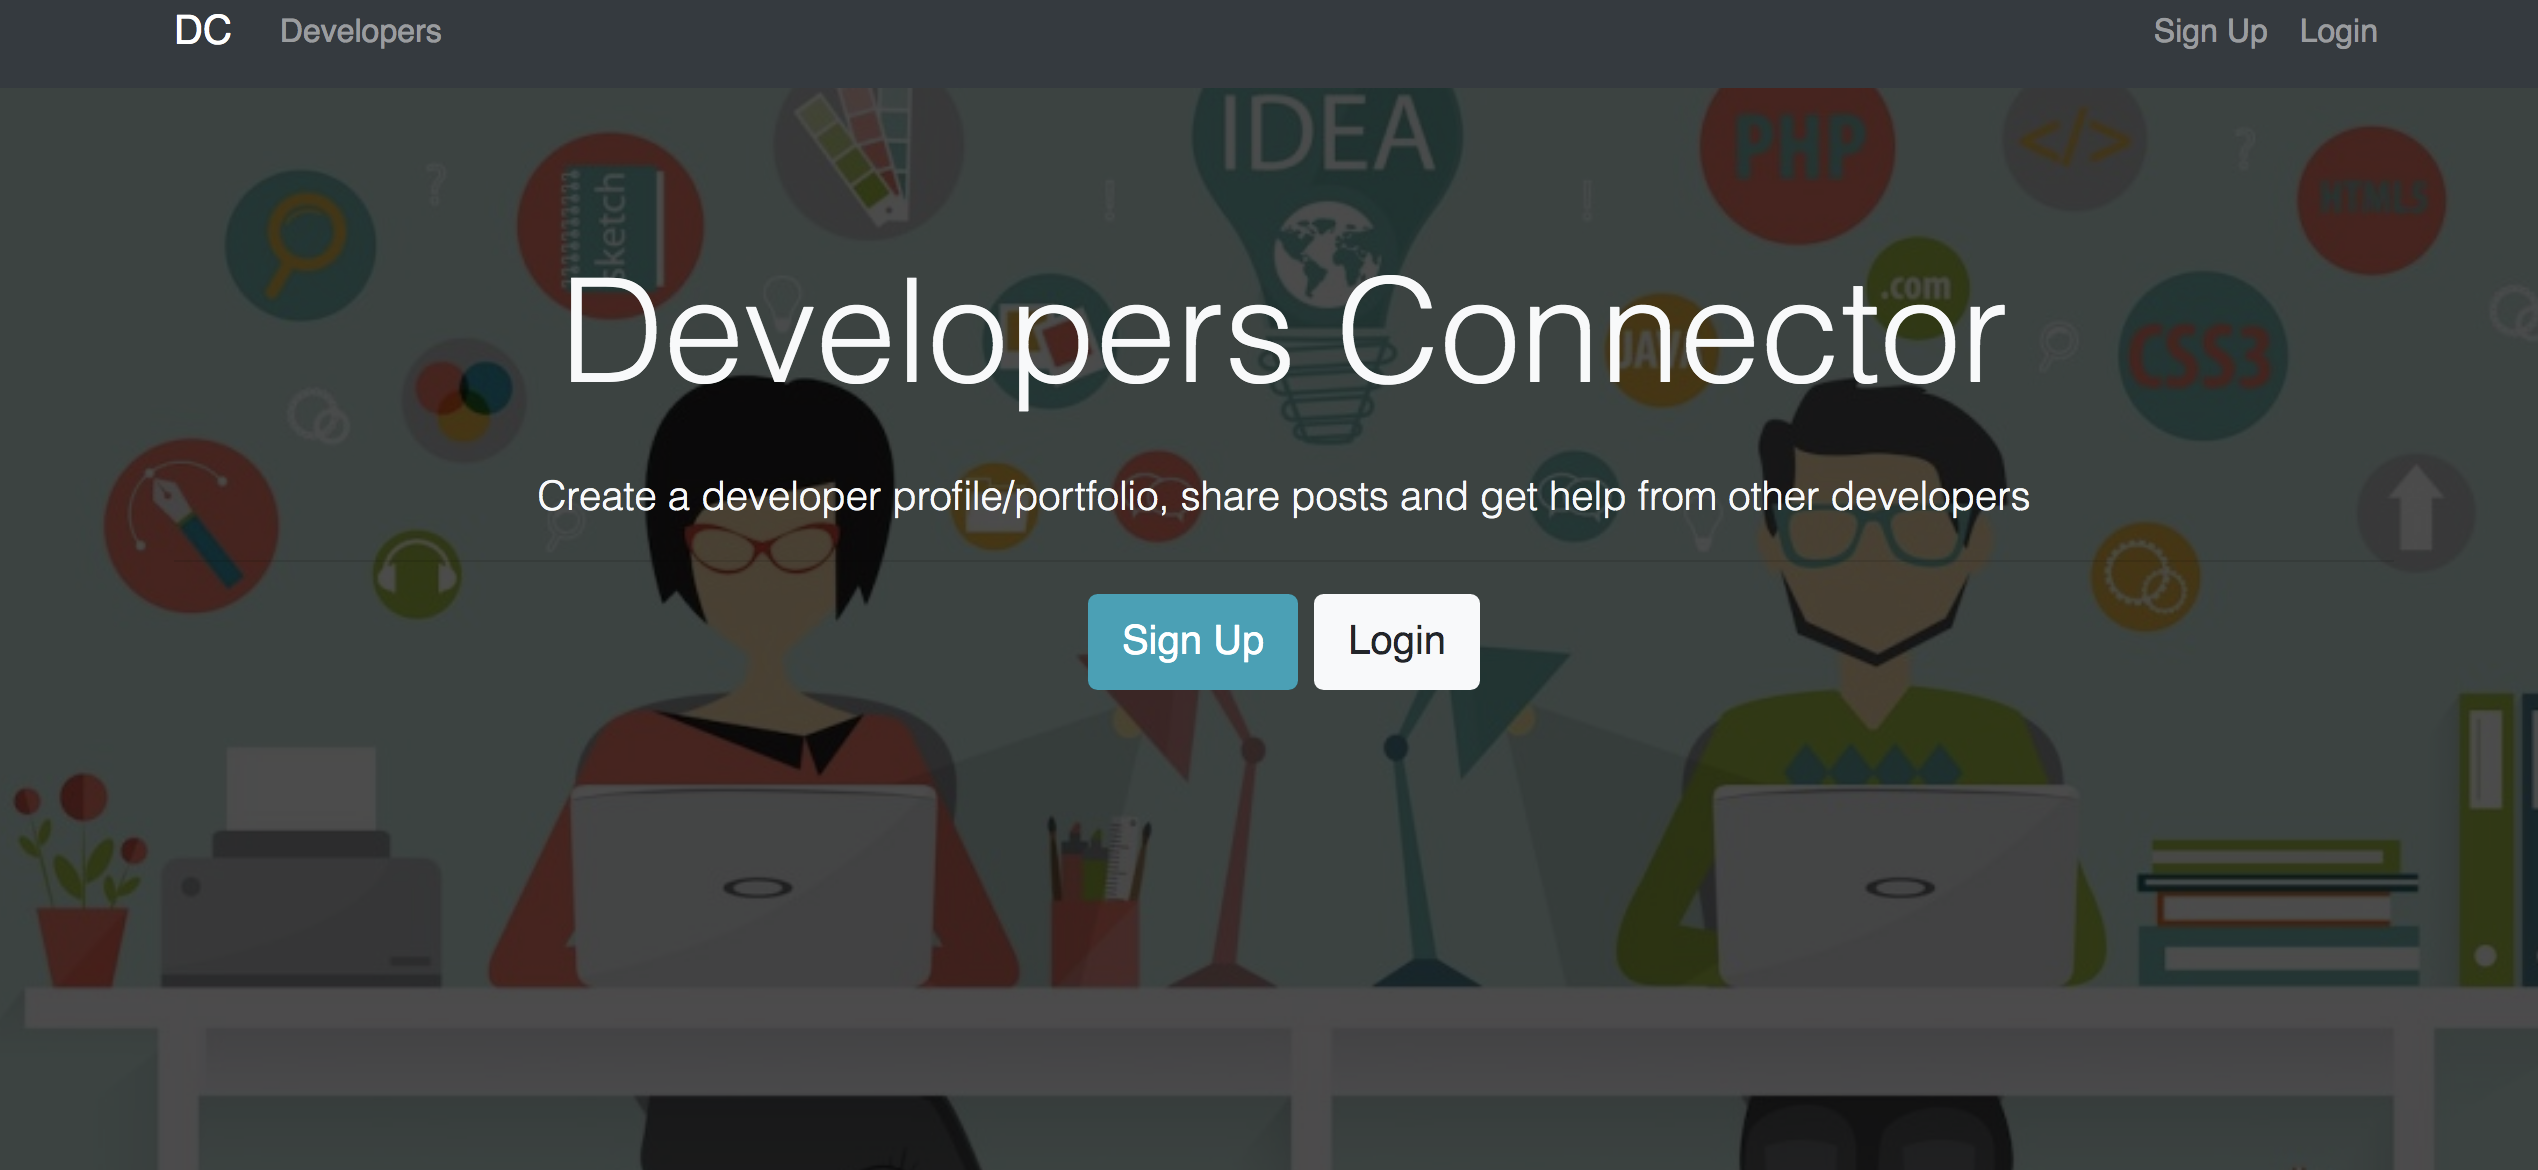 DC Developers Sign Up Login
IDEA
PHP
</>
HTML5
sketch
.com
JAVA
CSS3
Developers Connector
Create a developer profile/portfolio, share posts and get help from other developers
Sign Up Login